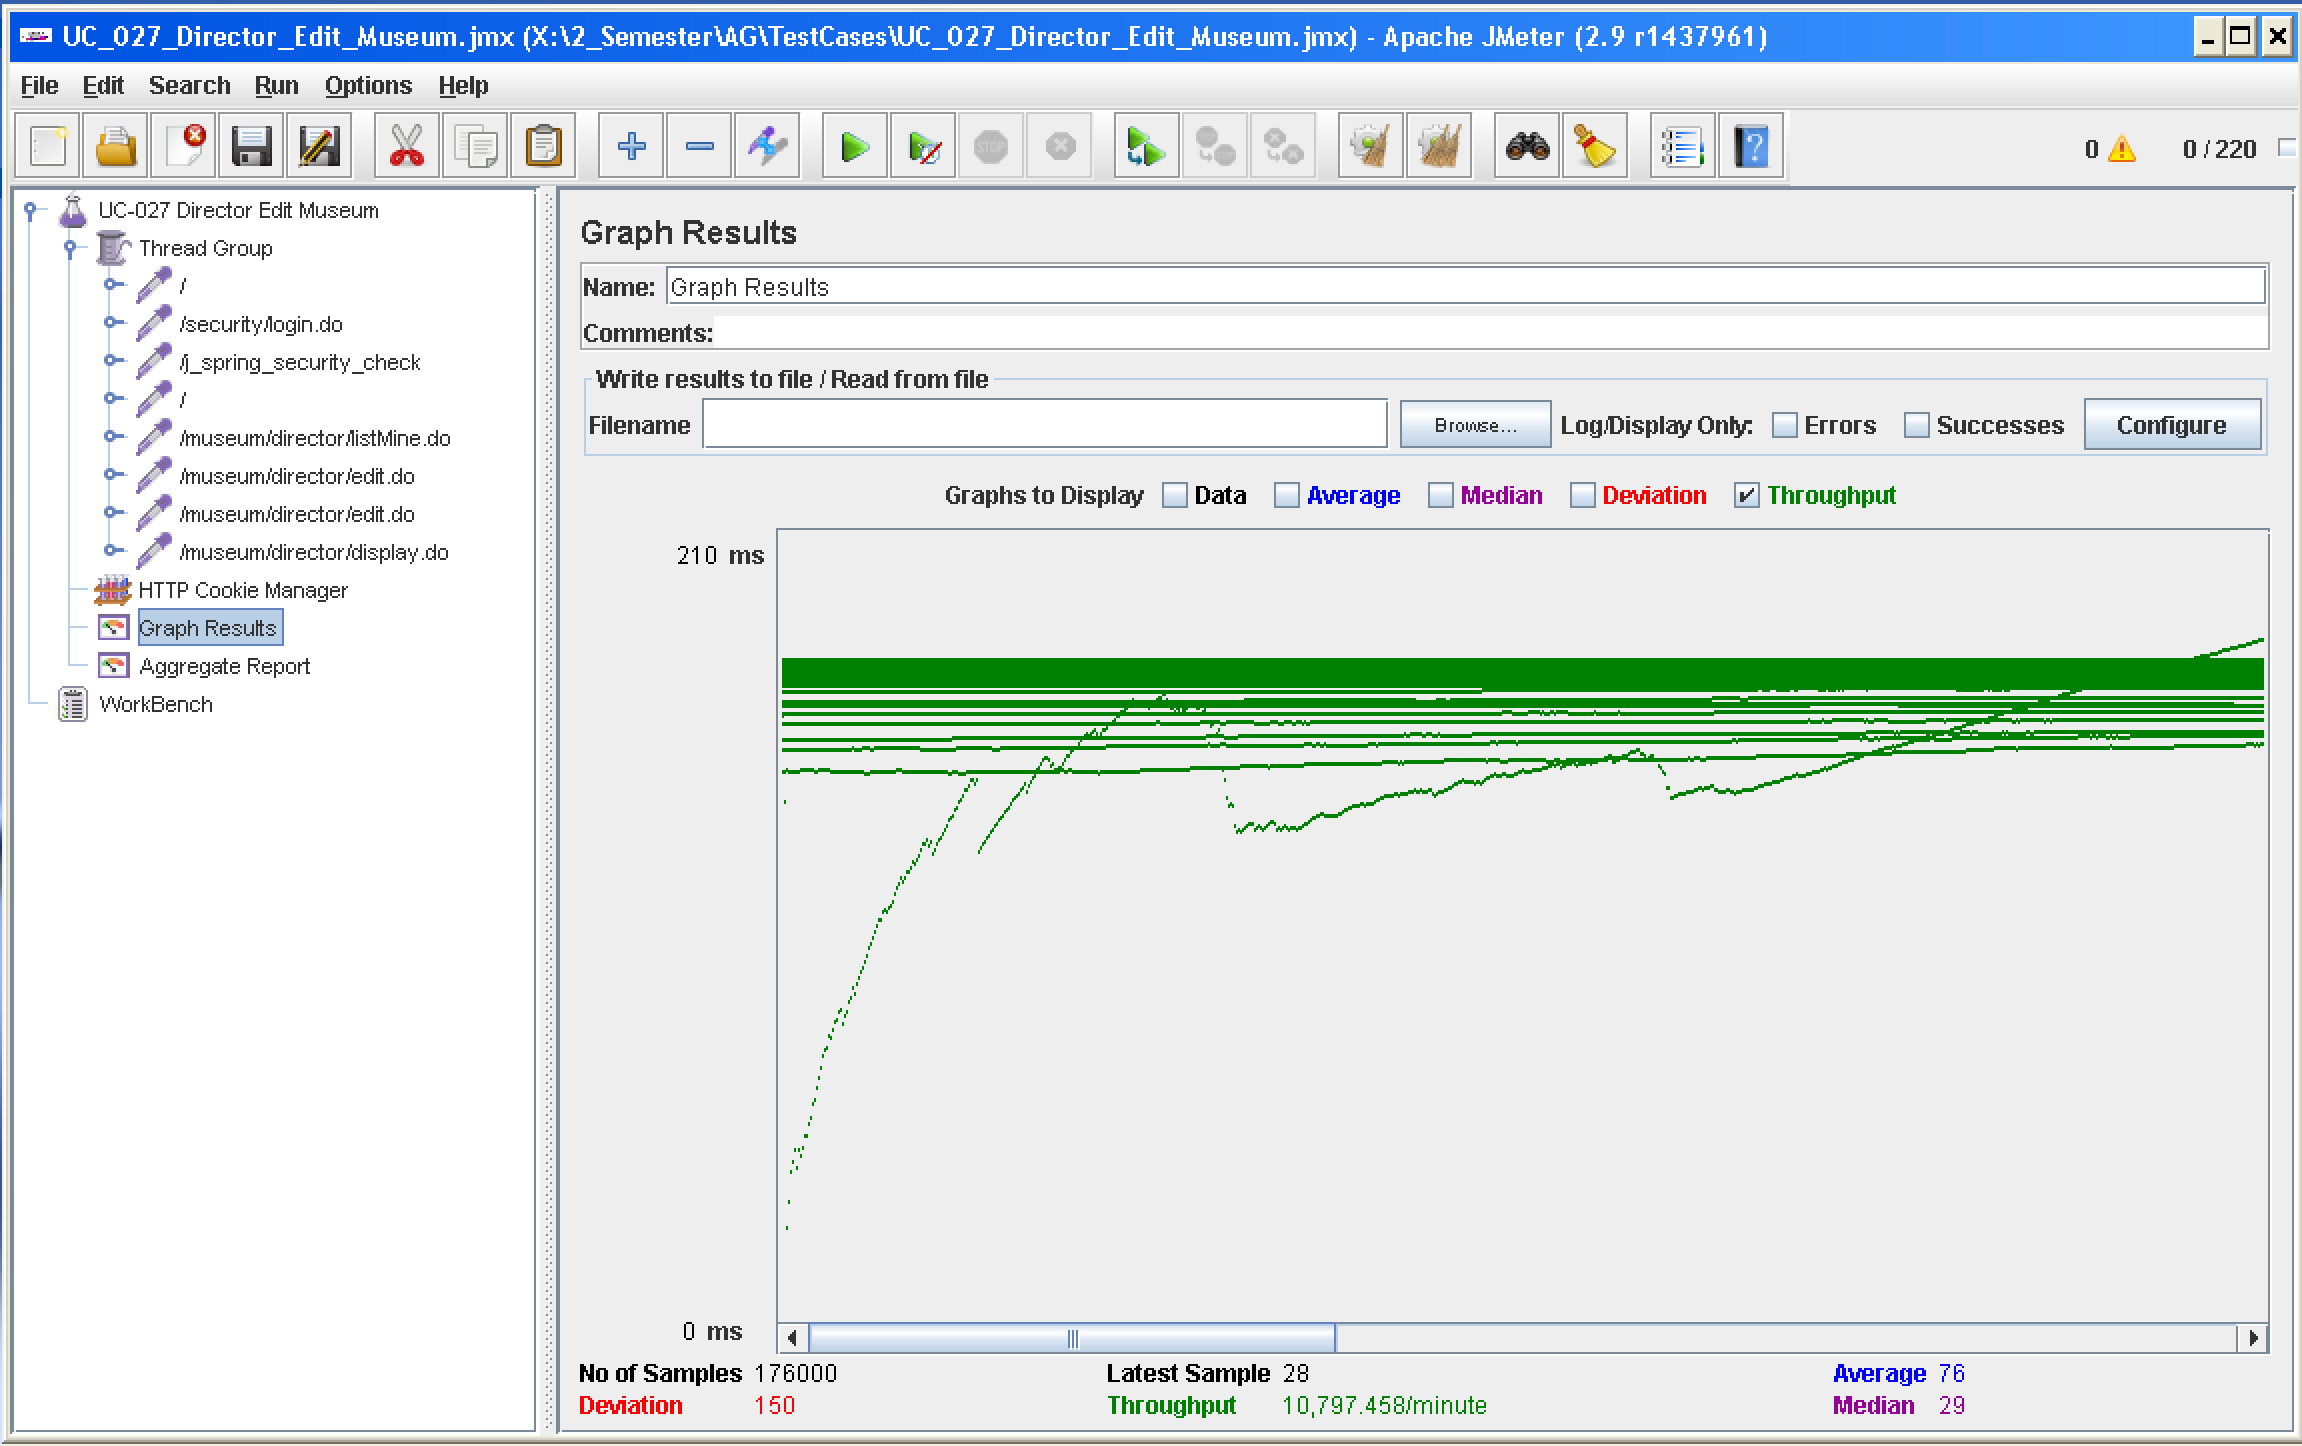 UC_027_Director_Edit_Museum.jmx (X:\2_Semester\AG\TestCases\UC_027_Director_Edit_Museum.jmx) - Apache JMeter (2.9 r1437961)
File Edit Search Run Options Help
0 0 / 220
UC-027 Director Edit Museum
Thread Group
/
/security/login.do
/j_spring_security_check
/
/museum/director/listMine.do
/museum/director/edit.do
/museum/director/edit.do
/museum/director/display.do
HTTP Cookie Manager
Graph Results
Aggregate Report
WorkBench
Graph Results
Name: Graph Results
Comments:
Write results to file / Read from file
Filename Browse... Log/Display Only: Errors Successes Configure
Graphs to Display Data Average Median Deviation Throughput
210 ms
0 ms
No of Samples 176000 Latest Sample 28 Average 76
Deviation 150 Throughput 10,797.458/minute Median 29